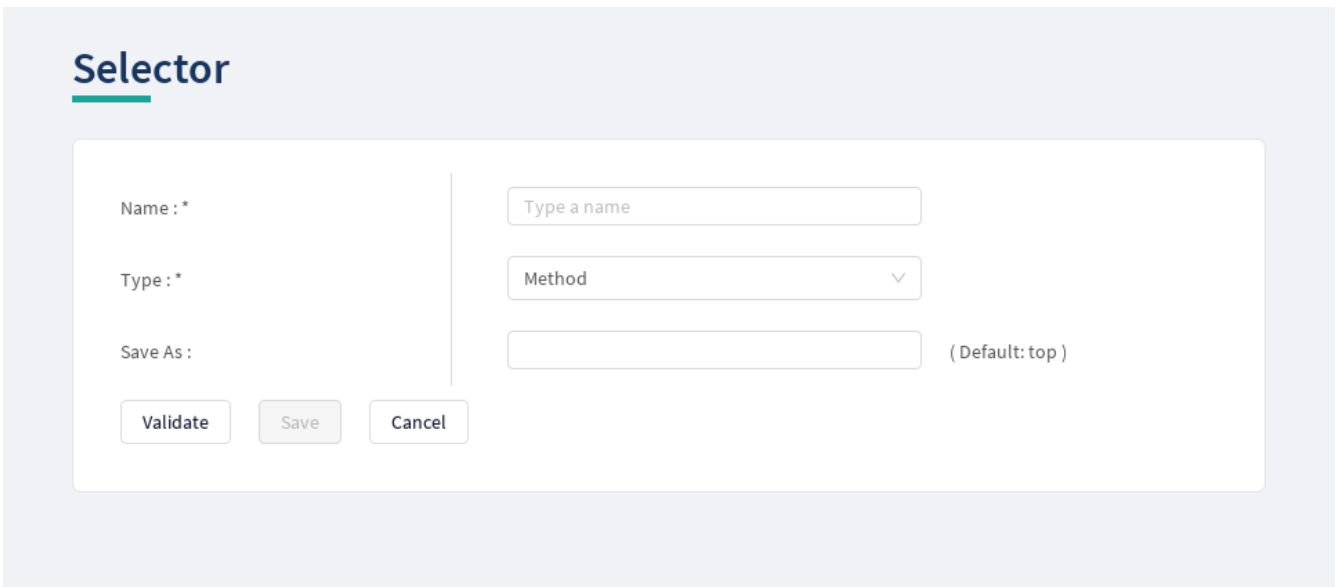 Selector
Name : *
Type a name
Type : *
Method
Save As :
( Default: top )
Validate Save Cancel